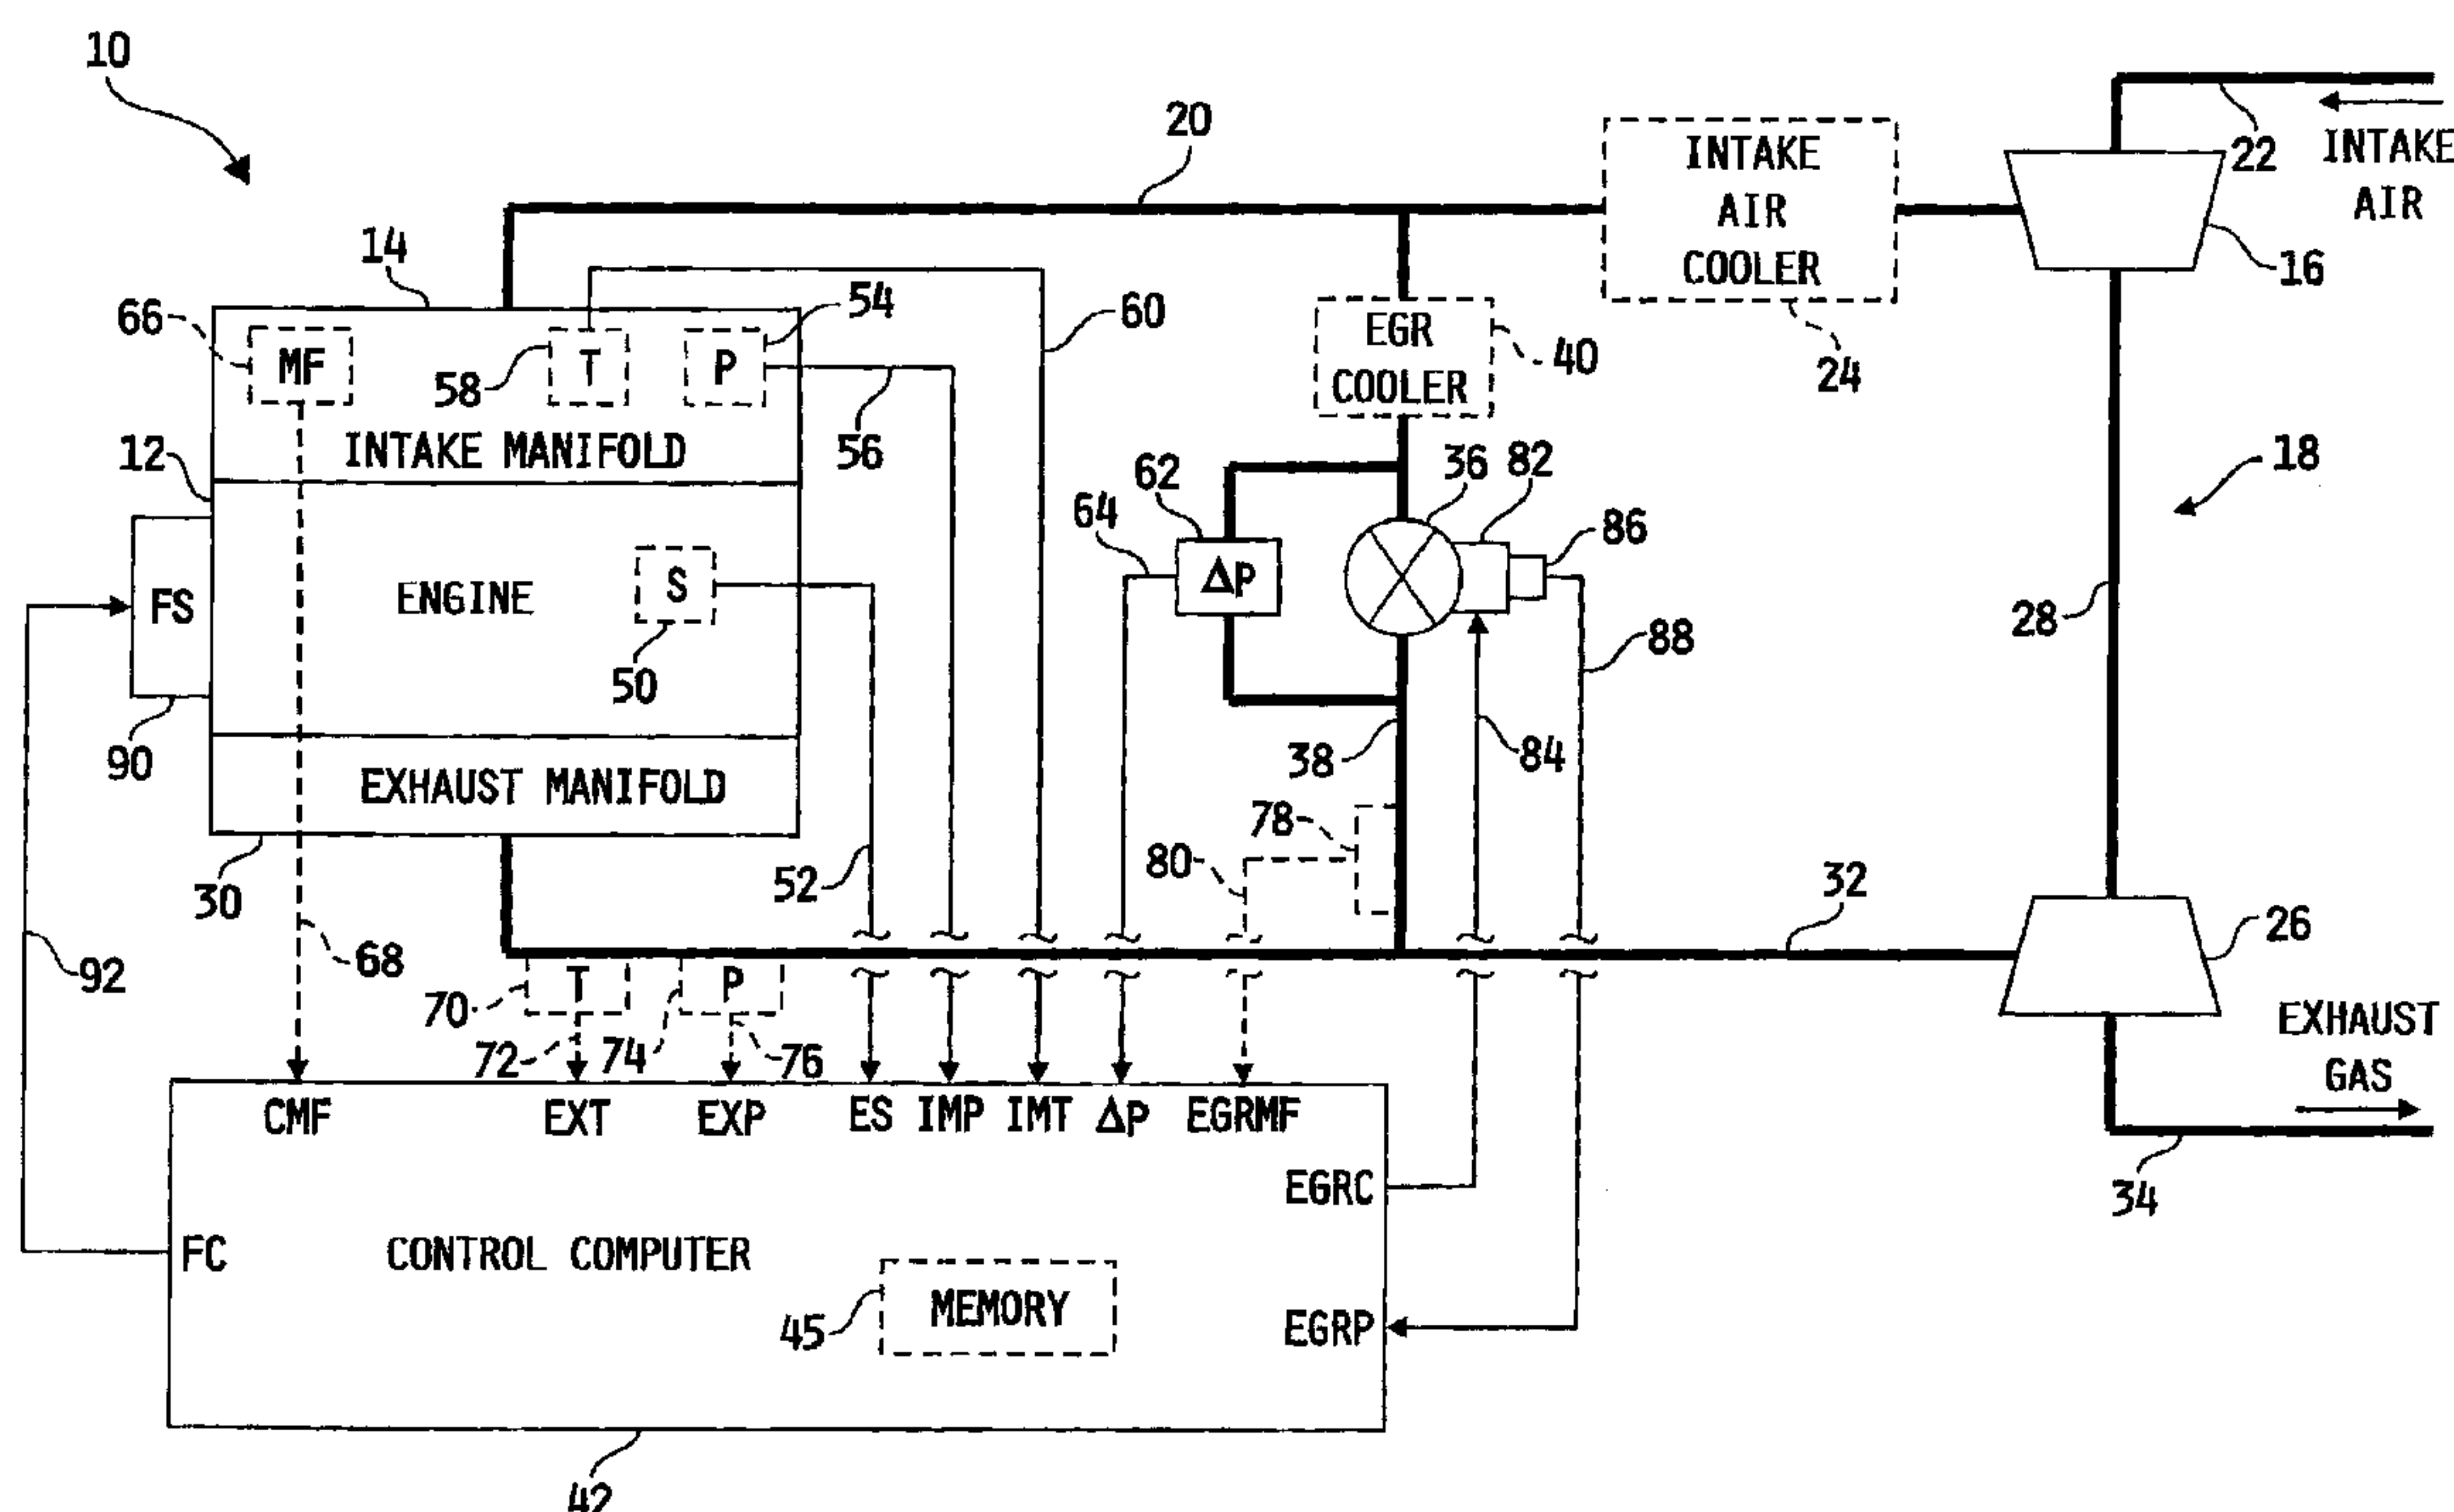 10
20
22
INTAKE
AIR
INTAKE
AIR
COOLER
16
24
14
66
MF
58
T
P
54
60
EGR
COOLER
40
INTAKE MANIFOLD
56
12
62
36
82
18
64
86
ΔP
FS
ENGINE
S
28
88
50
90
38
84
EXHAUST MANIFOLD
78
80
30
52
32
26
92
68
70
T
P
72
74
76
EXHAUST
GAS
CMF
EXT
EXP
ES
IMP
IMT
ΔP
EGRMF
EGRC
34
FC
CONTROL COMPUTER
45
MEMORY
EGRP
42